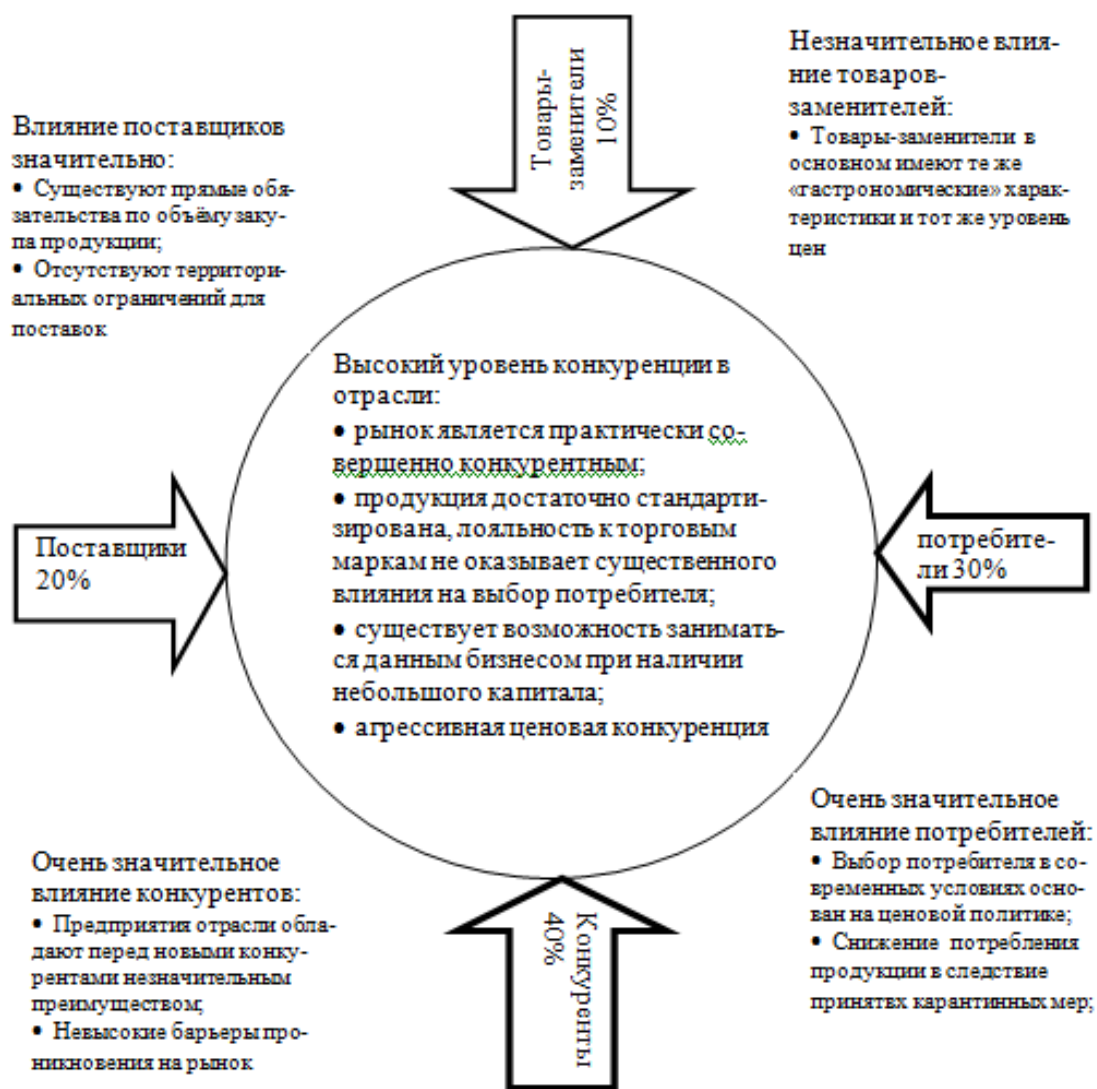 Товары-
заменители
10%
Незначительное влия-
ние товаров-
заменителей:
• Товары-заменители в
основном имеют те же
«гастрономические» харак-
теристики и тот же уровень
цен
Влияние поставщиков
значительно:
• Существуют прямые обя-
зательства по объёму заку-
па продукции;
• Отсутствуют территори-
альных ограничений для
поставок
Высокий уровень конкуренции в
отрасли:
• рынок является практически со-
вершенно конкурентным;
• продукция достаточно стандарти-
зирована, лояльность к торговым
маркам не оказывает существенного
влияния на выбор потребителя;
• существует возможность занимать-
ся данным бизнесом при наличии
небольшого капитала;
• агрессивная ценовая конкуренция
Поставщики
20%
потребите-
ли 30%
Очень значительное
влияние конкурентов:
• Предприятия отрасли обла-
дают перед новыми конку-
рентами незначительным
преимуществом;
• Невысокие барьеры про-
никновения на рынок
Конкуренты
40%
Очень значительное
влияние потребителей:
• Выбор потребителя в со-
временных условиях осно-
ван на ценовой политике;
• Снижение потребления
продукции в следствие
принятвх карантинных мер;